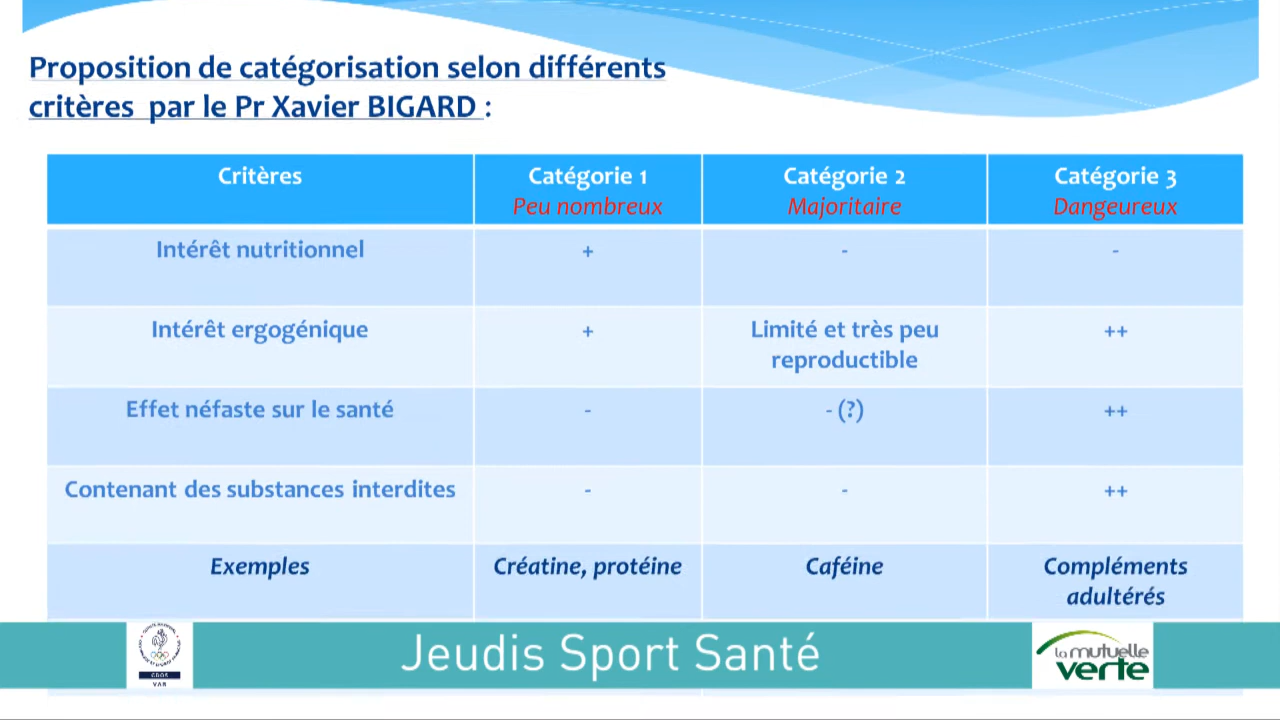 Proposition de catégorisation selon différents
critères par le Pr Xavier BIGARD :
Critères
Catégorie 1
Peu nombreux
Catégorie 2
Majoritaire
Catégorie 3
Dangeureux
Intérêt nutritionnel
+
-
-
Intérêt ergogénique
+
Limité et très peu
reproductible
++
Effet néfaste sur le santé
-
- (?)
++
Contenant des substances interdites
-
-
++
Exemples
Créatine, protéine
Caféine
Compléments
adultérés
Jeudis Sport Santé
CDOS
VAR
la mutuelle
verte